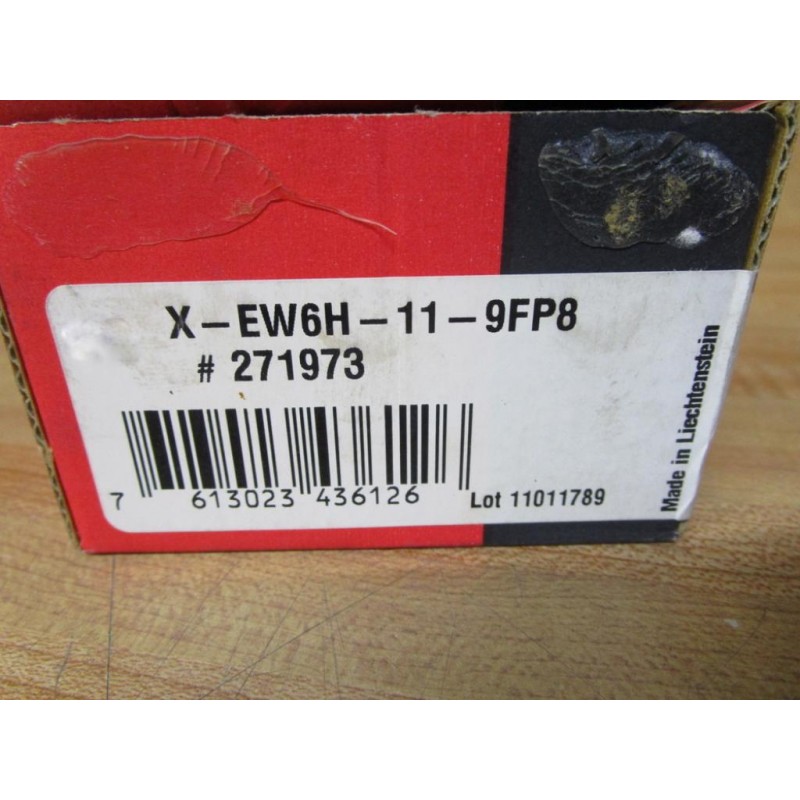 X-EW6H-11-9FP8
# 271973
7 613023 436126
Lot 11011789
Made in Liechtenstein